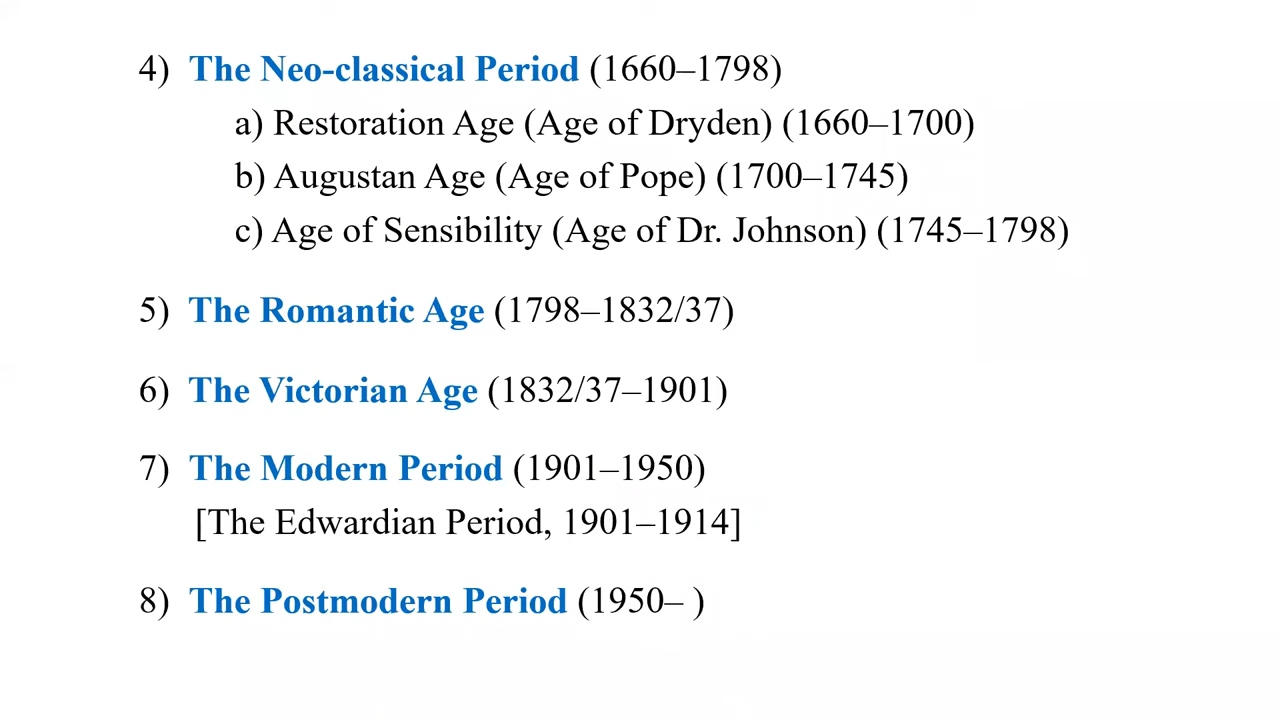 4) The Neo-classical Period (1660–1798)
a) Restoration Age (Age of Dryden) (1660–1700)
b) Augustan Age (Age of Pope) (1700–1745)
c) Age of Sensibility (Age of Dr. Johnson) (1745–1798)
5) The Romantic Age (1798–1832/37)
6) The Victorian Age (1832/37–1901)
7) The Modern Period (1901–1950)
[The Edwardian Period, 1901–1914]
8) The Postmodern Period (1950– )